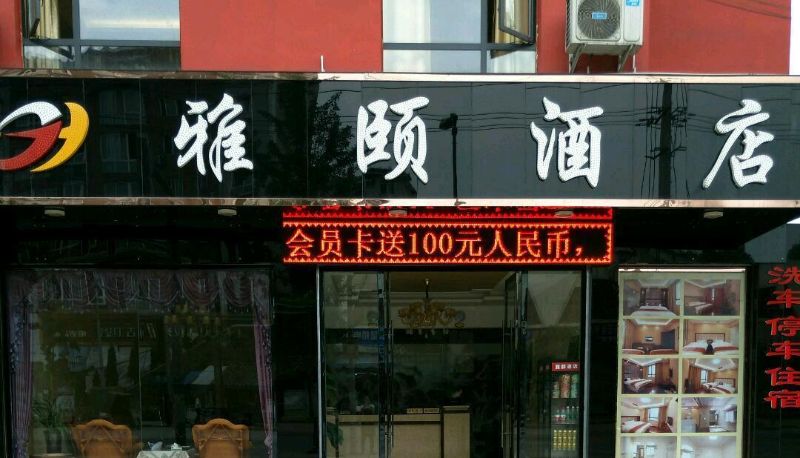 雅颐酒店
会员卡送100元人民币，
洗车停车住宿